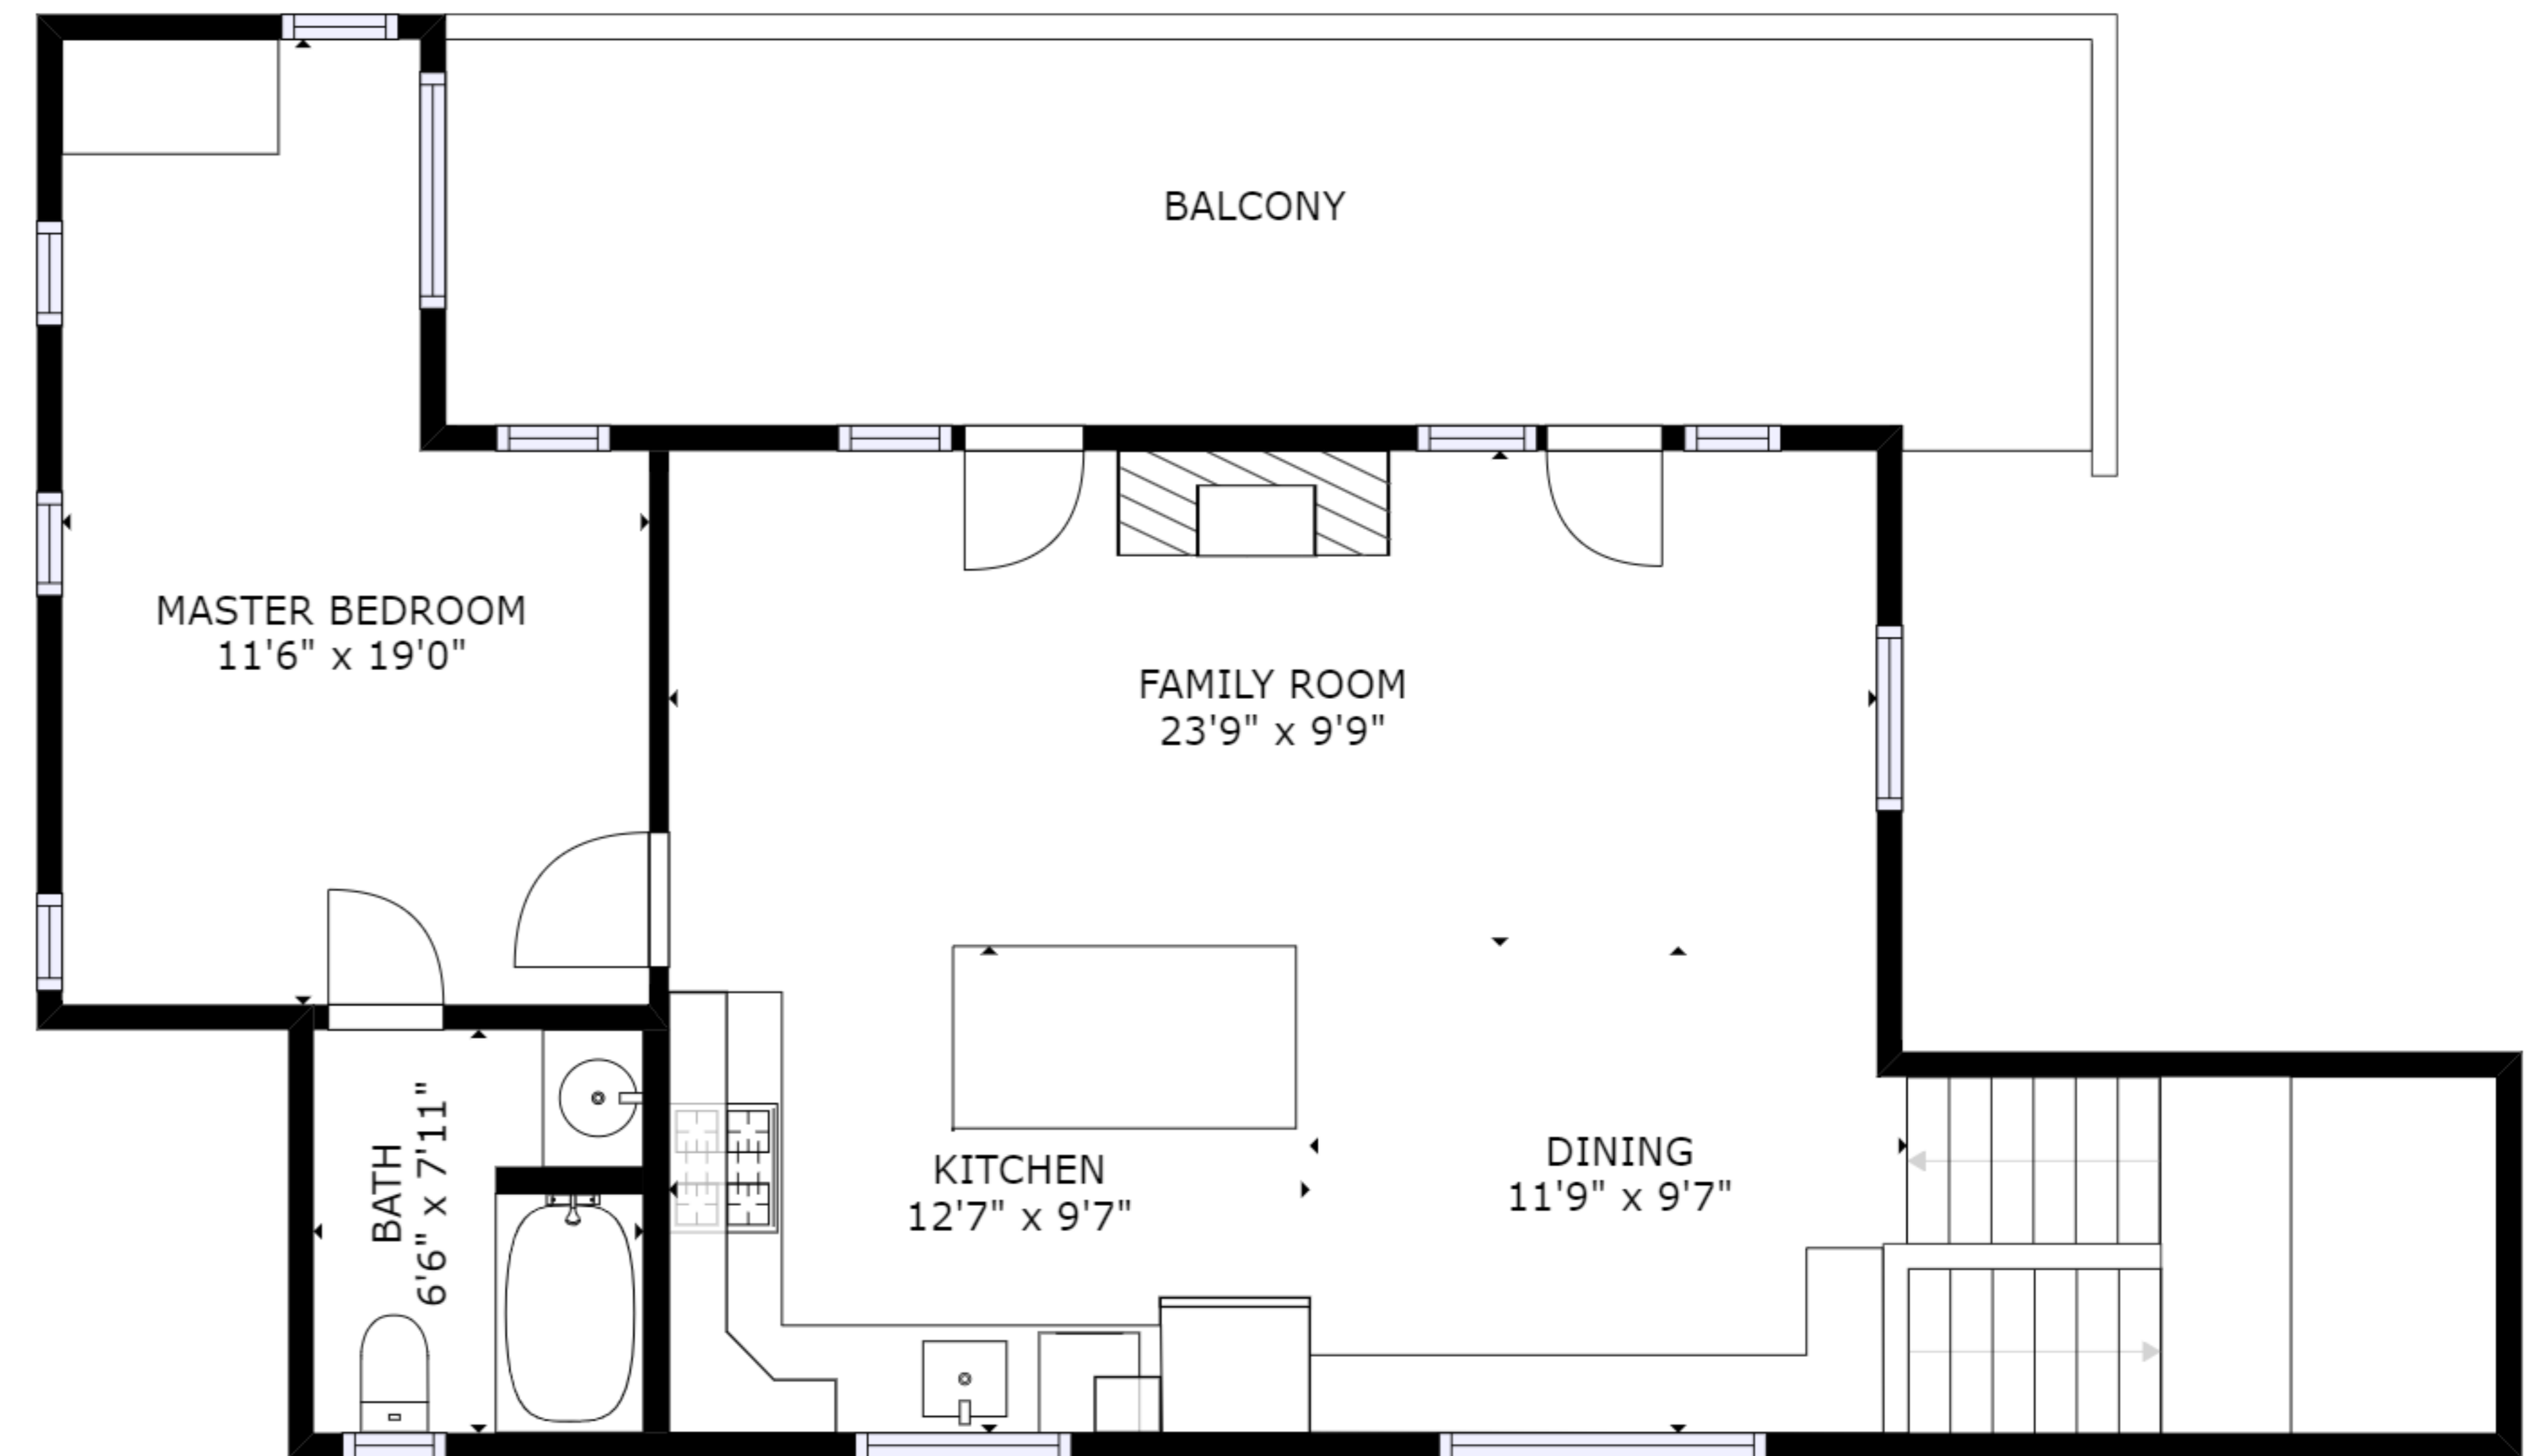 BALCONY
MASTER BEDROOM
11'6" x 19'0"
FAMILY ROOM
23'9" x 9'9"
BATH
6'6" x 7'11"
KITCHEN
12'7" x 9'7"
DINING
11'9" x 9'7"